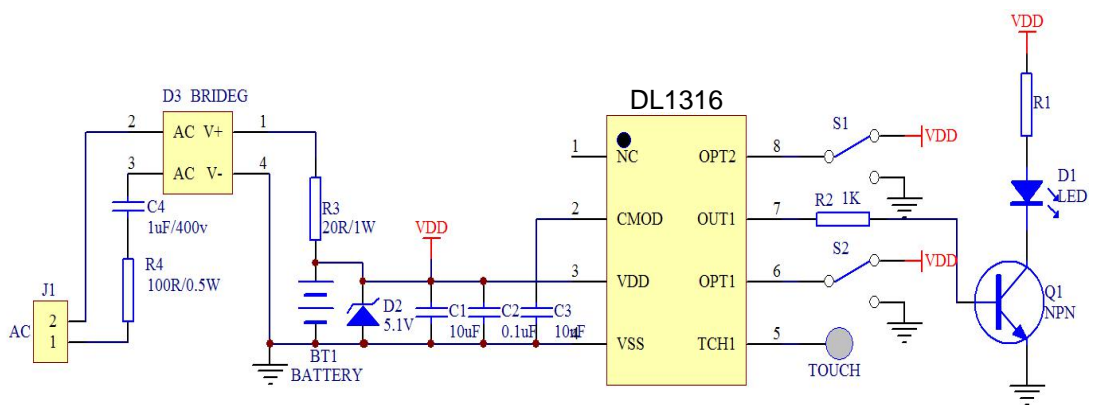 VDD
DL1316
D3 BRIDEG
R1
2 AC V+ 1
3 AC V- 4
S1
VDD
1 NC OPT2 8
D1
LED
C4
1uF/400v
R3
20R/1W
VDD
2 CMOD OUT1 7
R2 1K
S2
VDD
R4
100R/0.5W
3 VDD OPT1 6
J1
AC 2
1
D2
5.1V
C1
10uF
C2
0.1uF
C3
10uF
Q1
NPN
4 VSS TCH1 5
BT1
BATTERY
TOUCH